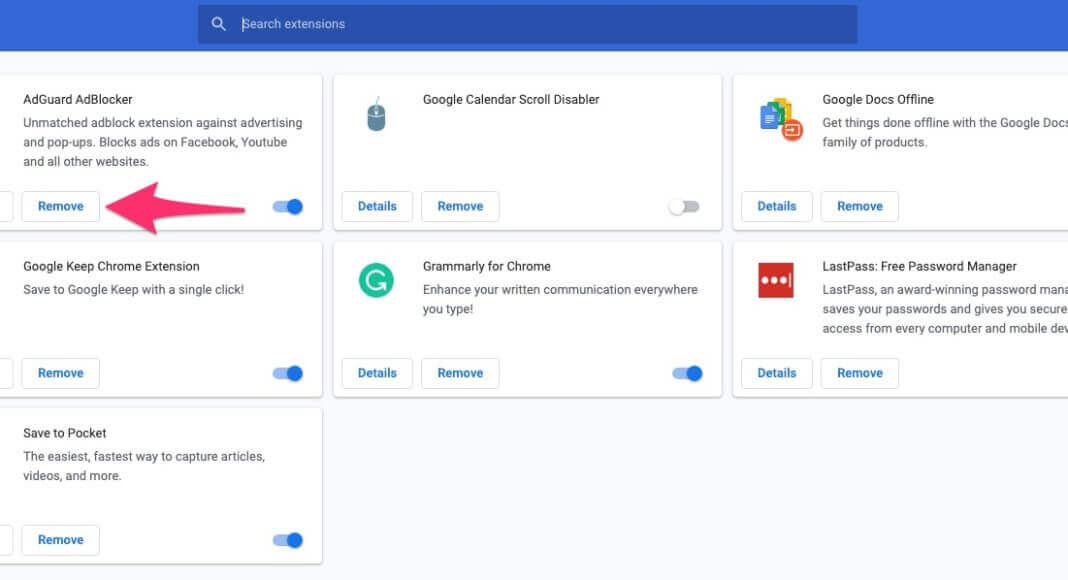 Search extensions
AdGuard AdBlocker
Unmatched adblock extension against advertising
and pop-ups. Blocks ads on Facebook, Youtube
and all other websites.
Remove
Google Calendar Scroll Disabler
Details Remove
Google Docs Offline
Get things done offline with the Google Docs
family of products.
Details Remove
Google Keep Chrome Extension
Save to Google Keep with a single click!
Remove
Grammarly for Chrome
Enhance your written communication everywhere
you type!
Details Remove
LastPass: Free Password Manager
LastPass, an award-winning password mana
saves your passwords and gives you secure
access from every computer and mobile dev
Details Remove
Save to Pocket
The easiest, fastest way to capture articles,
videos, and more.
Remove